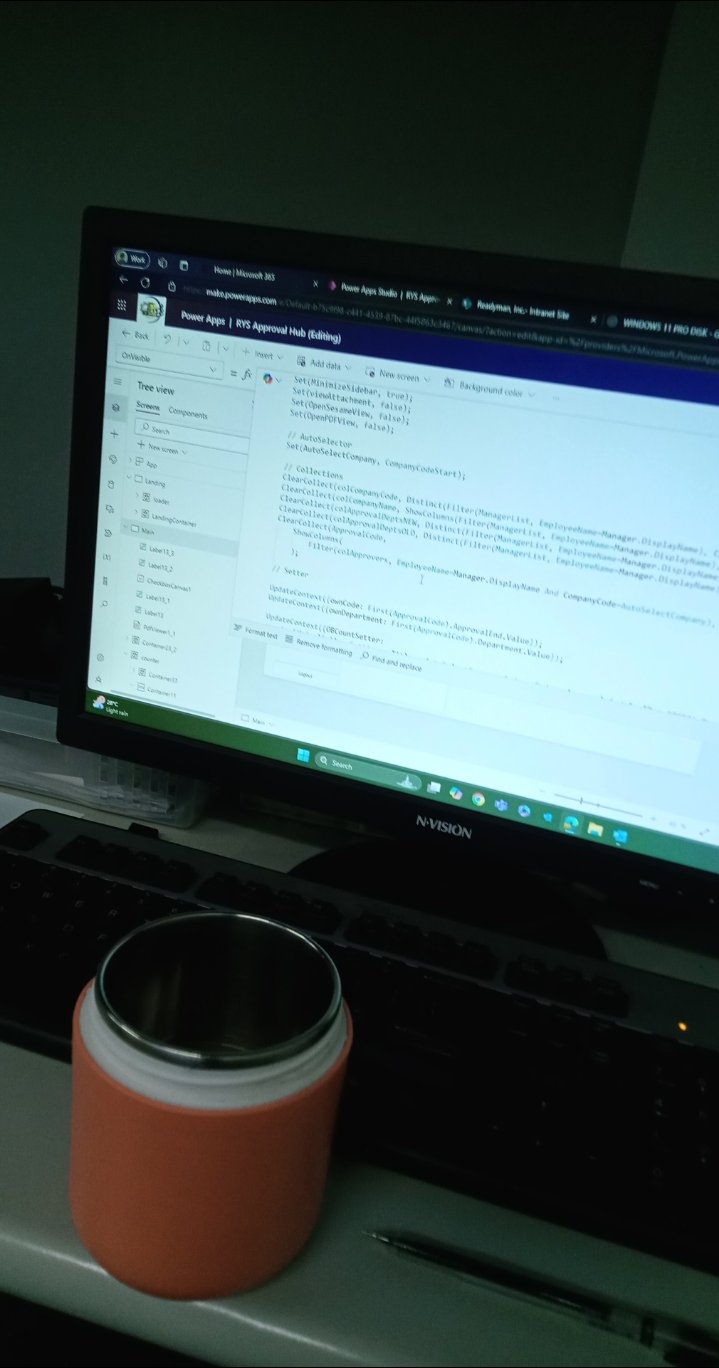 Work
Home | Microsoft 365
Power Apps Studio | RYS Appr
Readyman, Inc.- Intranet Site
WINDOWS 11 PRO DISK - G
make.powerapps.com
Power Apps | RYS Approval Hub (Editing)
Back
Insert
Add data
New screen
Background color
OnVisible
= fx
Tree view
Screens
Components
Search
New screen
App
Landing
loader
LandingContainer
Main
Label13_3
Label13_2
CheckboxCanvas1
Label13_1
Label13
PdfViewer1_1
Container23_2
counter
Container12
Container11
Set(MinimizeSidebar, true);
Set(viewAttachment, false);
Set(OpenSesameView, false);
Set(OpenPDFView, false);
// AutoSelector
Set(AutoSelectCompany, CompanyCodeStart);
// Collections
ClearCollect(colCompanyCode, Distinct(Filter(ManagerList, EmployeeName=Manager.DisplayName),
ClearCollect(colCompanyName, ShowColumns(Filter(ManagerList, EmployeeName=Manager.DisplayName),
ClearCollect(colApprovalDeptsNEW, Distinct(Filter(ManagerList, EmployeeName=Manager.DisplayName
ClearCollect(colApprovalDeptsOLD, Distinct(Filter(ManagerList, EmployeeName=Manager.DisplayName
ClearCollect(ApprovalCode,
ShowColumns(
Filter(colApprovers, EmployeeName=Manager.DisplayName And CompanyCode=AutoSelectCompany),
);
// Setter
UpdateContext({ownCode: First(ApprovalCode).ApprovalEnd.Value});
UpdateContext({ownDepartment: First(ApprovalCode).Department.Value});
UpdateContext({OBCountSetter:
Format text
Remove formatting
Find and replace
Main
28°C
Light rain
Search
N·VISION